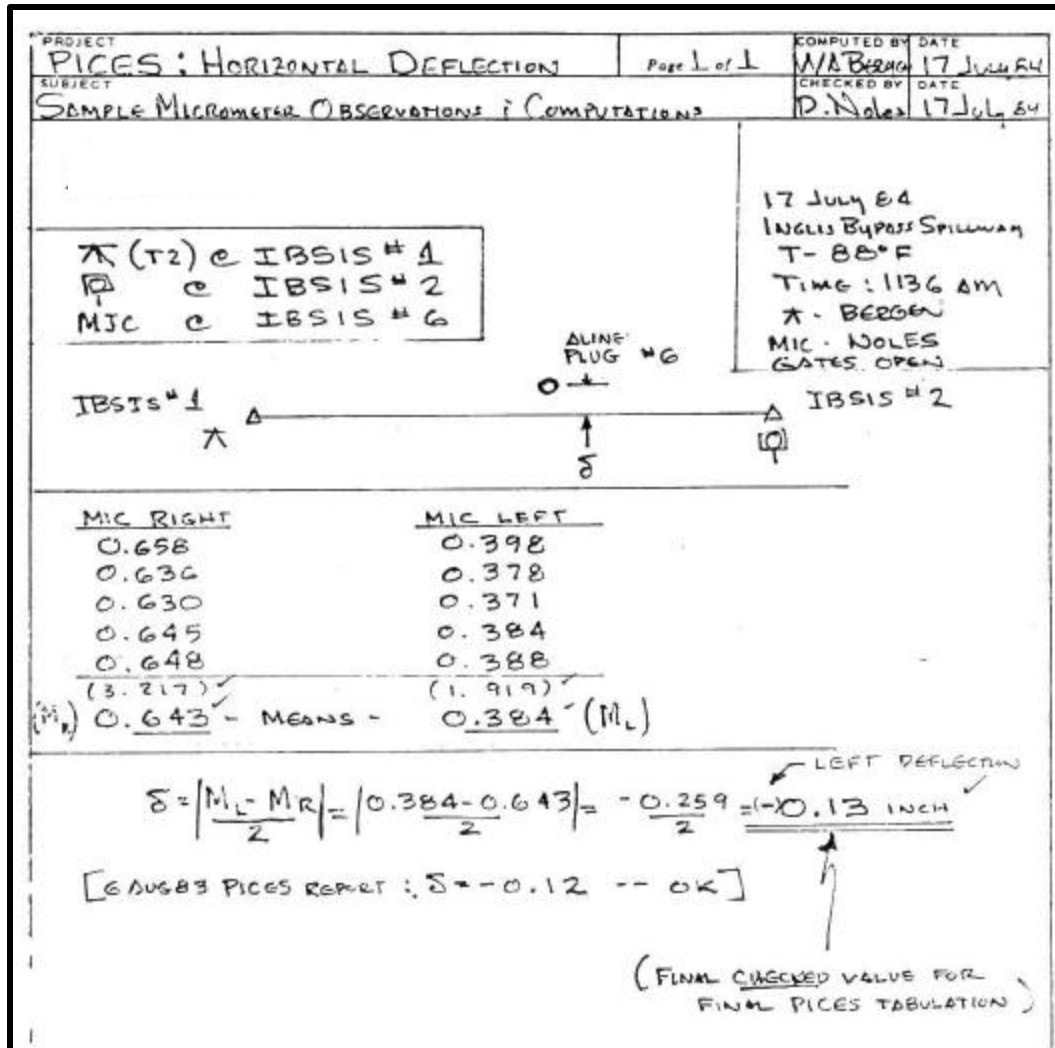 PROJECT
PICES : HORIZONTAL DEFLECTION
Page 1 of 1
COMPUTED BY
DATE
17 July 84
SUBJECT
SAMPLE MICROMETER OBSERVATIONS & COMPUTATIONS
CHECKED BY
D. Noles
DATE
17 July 84
17 July 84
INGLIS BYPASS SPILLWAY
T- 88°F
TIME : 1136 AM
- BERGEN
MIC - NOLES
GATES OPEN
(T2) @ IBSIS # 1
@ IBSIS # 2
MIC @ IBSIS # 6
ALINE
PLUG #6
IBSIS # 1
IBSIS # 2
δ
MIC RIGHT
MIC LEFT
0.658 0.398
0.636 0.378
0.630 0.371
0.645 0.384
0.648 0.388
(3.217) ✓ (1.919) ✓
(M_R) 0.643 ✓ - MEANS - 0.384 ✓ (M_L)
LEFT DEFLECTION ✓
δ = |M_L - M_R / 2| = |0.384 - 0.643 / 2| = -0.259 / 2 = (-)0.13 INCH
[6 AUG 83 PICES REPORT : δ = -0.12 -- OK]
(FINAL CHECKED VALUE FOR
FINAL PICES TABULATION)